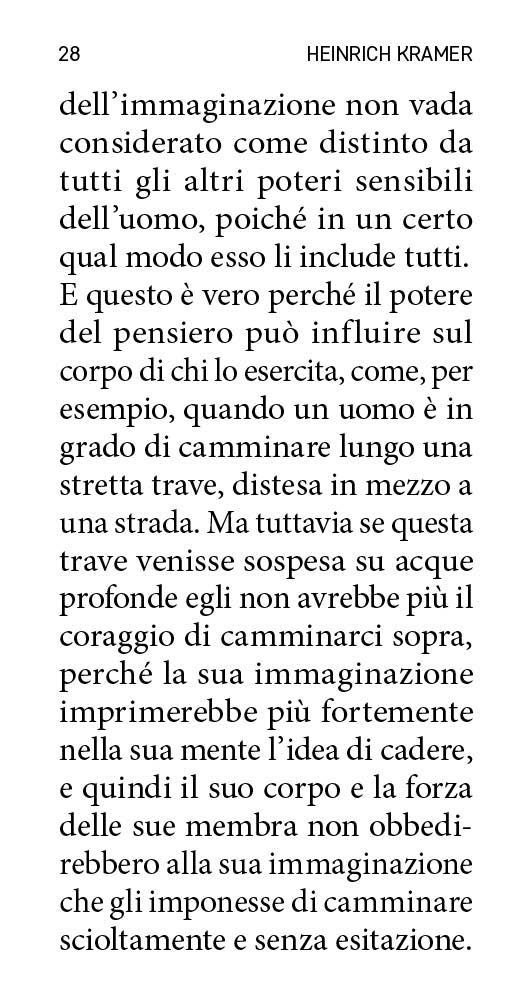 28 HEINRICH KRAMER
dell’immaginazione non vada
considerato come distinto da
tutti gli altri poteri sensibili
dell’uomo, poiché in un certo
qual modo esso li include tutti.
E questo è vero perché il potere
del pensiero può influire sul
corpo di chi lo esercita, come, per
esempio, quando un uomo è in
grado di camminare lungo una
stretta trave, distesa in mezzo a
una strada. Ma tuttavia se questa
trave venisse sospesa su acque
profonde egli non avrebbe più il
coraggio di camminarci sopra,
perché la sua immaginazione
imprimerebbe più fortemente
nella sua mente l’idea di cadere,
e quindi il suo corpo e la forza
delle sue membra non obbedi-
rebbero alla sua immaginazione
che gli imponesse di camminare
scioltamente e senza esitazione.